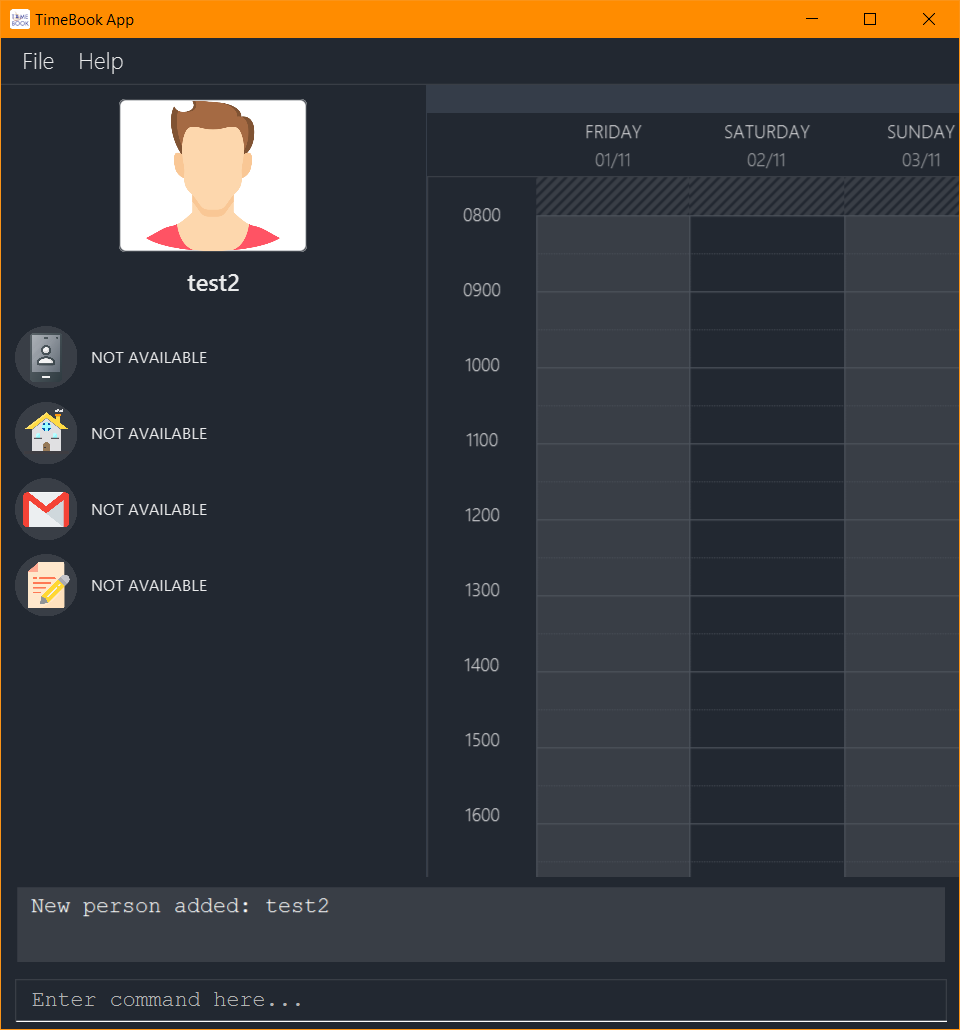 TIME
BOOK
TimeBook App
File Help
test2
NOT AVAILABLE
NOT AVAILABLE
NOT AVAILABLE
NOT AVAILABLE
FRIDAY SATURDAY SUNDAY
01/11 02/11 03/11
0800
0900
1000
1100
1200
1300
1400
1500
1600
New person added: test2
Enter command here...